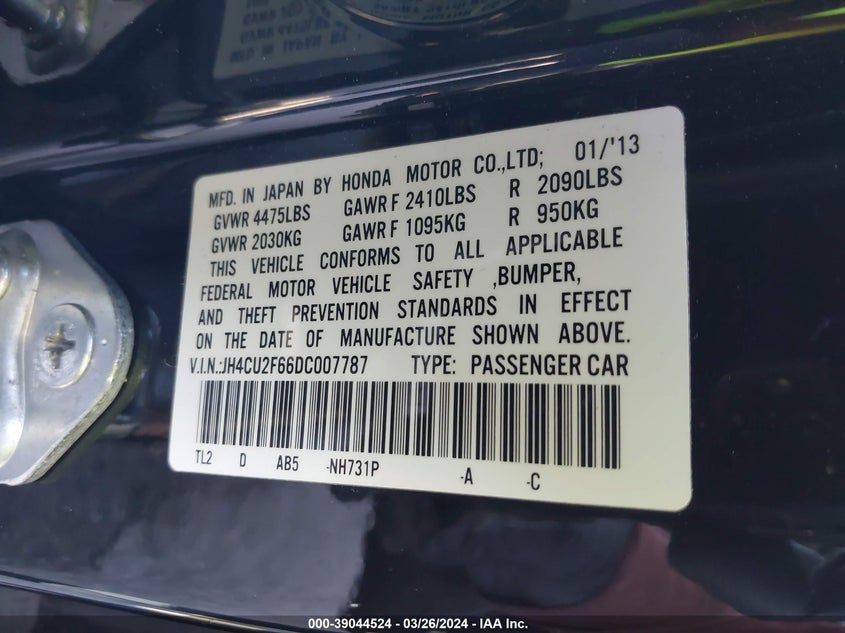 MFD. IN JAPAN BY HONDA MOTOR CO.,LTD; 01/'13
GVWR 4475LBS GAWR F 2410LBS R 2090LBS
GVWR 2030KG GAWR F 1095KG R 950KG
THIS VEHICLE CONFORMS TO ALL APPLICABLE
FEDERAL MOTOR VEHICLE SAFETY ,BUMPER,
AND THEFT PREVENTION STANDARDS IN EFFECT
ON THE DATE OF MANUFACTURE SHOWN ABOVE.
V.I.N.:JH4CU2F66DC007787 TYPE: PASSENGER CAR
TL2 D AB5 -NH731P -A -C
000-39044524 - 03/26/2024 - IAA Inc.